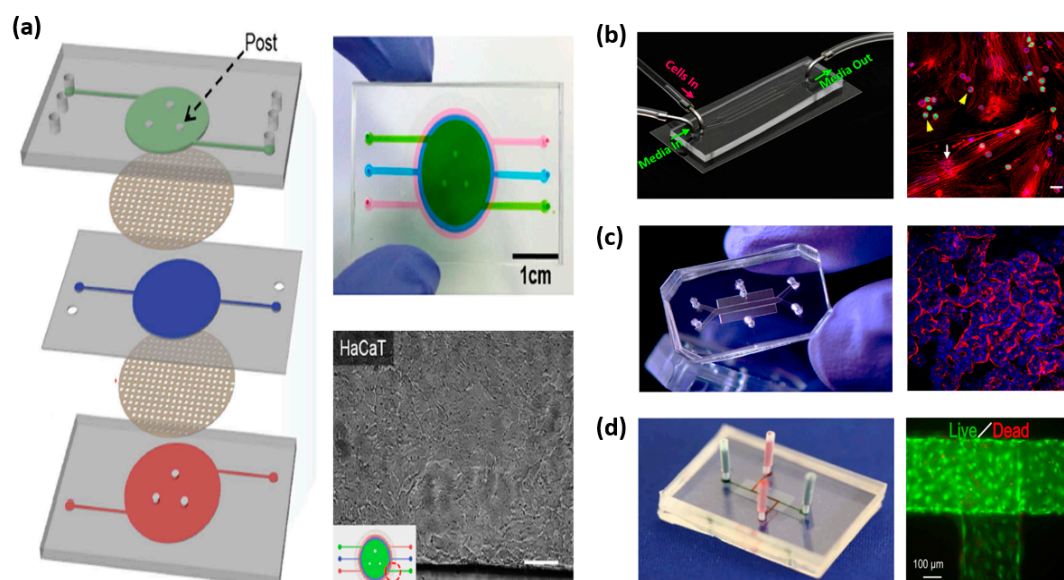 (a)
Post
1cm
HaCaT
(b)
Cells In
Media Out
Media In
(c)
(d)
Live/Dead
100 μm